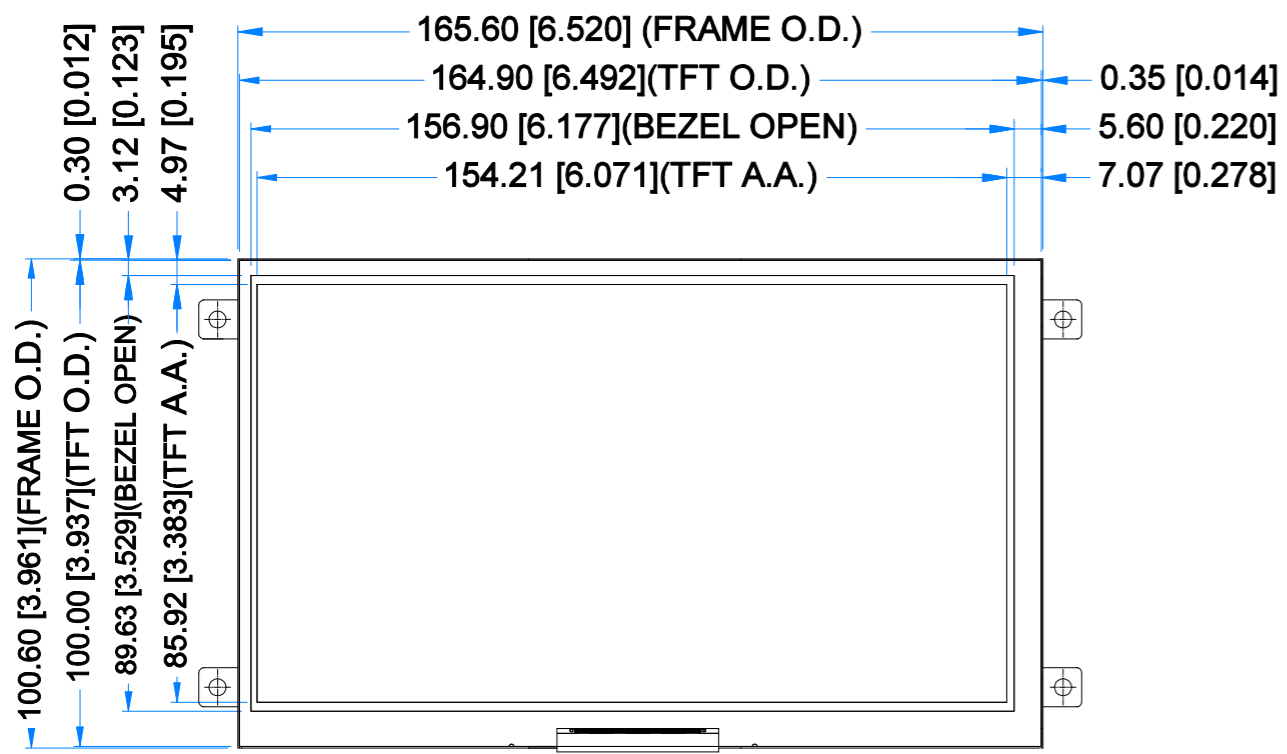 165.60 [6.520] (FRAME O.D.)
164.90 [6.492](TFT O.D.)
0.35 [0.014]
156.90 [6.177](BEZEL OPEN)
5.60 [0.220]
154.21 [6.071](TFT A.A.)
7.07 [0.278]
0.30 [0.012]
3.12 [0.123]
4.97 [0.195]
100.60 [3.961](FRAME O.D.)
100.00 [3.937](TFT O.D.)
89.63 [3.529](BEZEL OPEN)
85.92 [3.383](TFT A.A.)